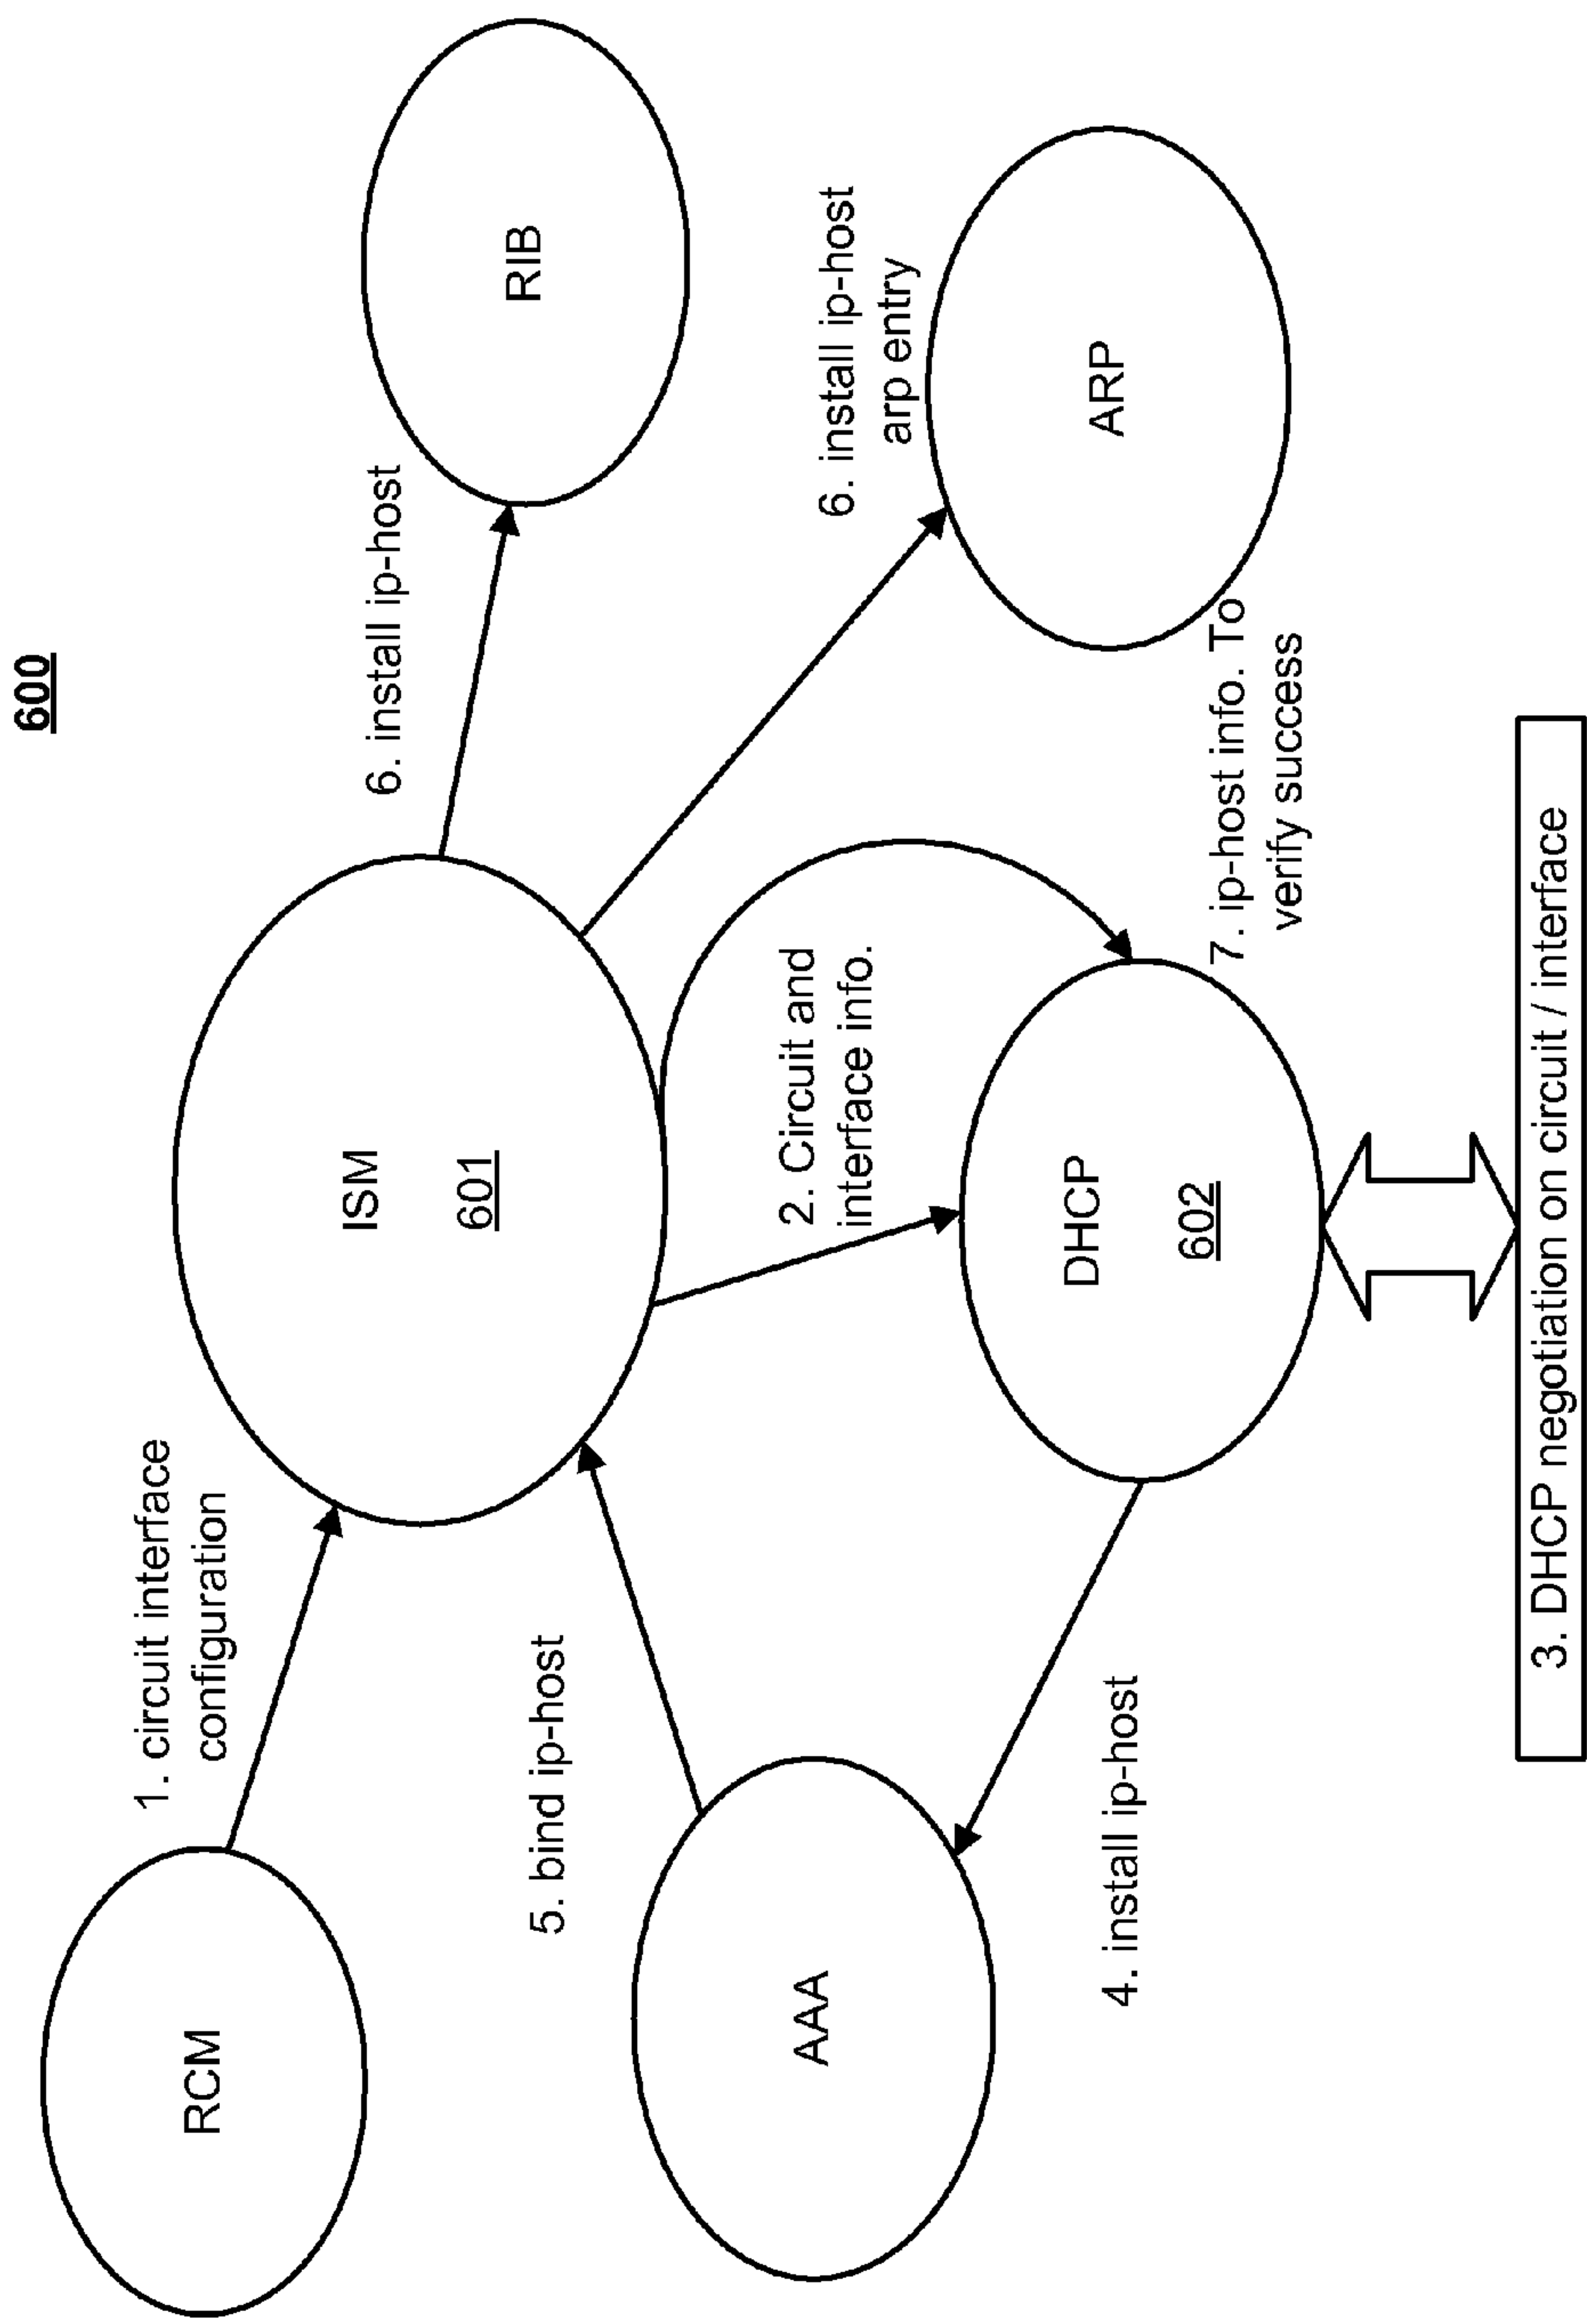 600
RCM
1. circuit interface
configuration
ISM
601
6. install ip-host
RIB
5. bind ip-host
2. Circuit and
interface info.
6. install ip-host
arp entry
AAA
DHCP
602
ARP
4. install ip-host
7. ip-host info. To
verify success
3. DHCP negotiation on circuit / interface